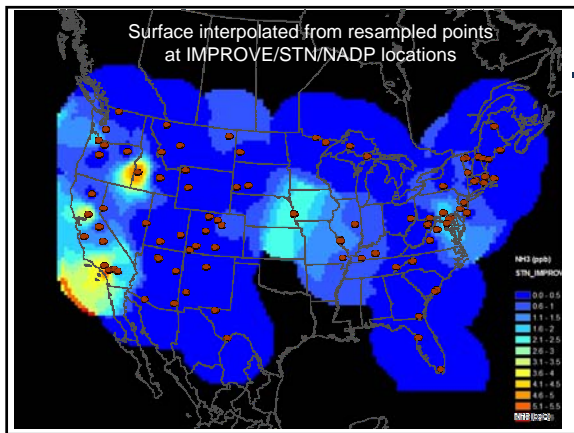 Surface interpolated from resampled points
at IMPROVE/STN/NADP locations
NH3 (ppb)
STN_IMPROV
0.0 - 0.5
0.6 - 1
1.1 - 1.5
1.6 - 2
2.1 - 2.5
2.6 - 3
3.1 - 3.5
3.6 - 4
4.1 - 4.5
4.6 - 5
5.1 - 5.5